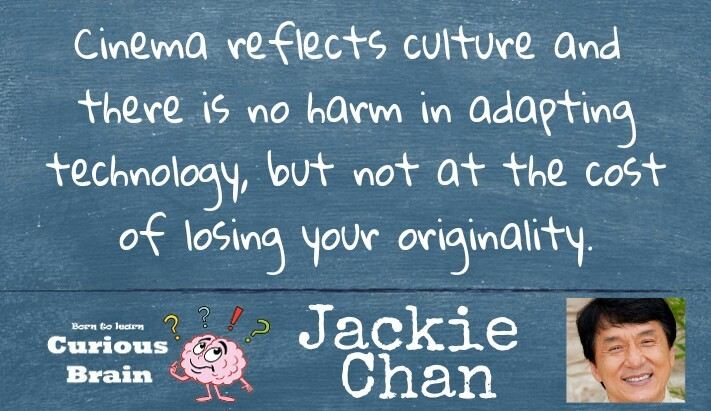 Cinema reflects culture and
there is no harm in adapting
technology, but not at the cost
of losing your originality.
? ? ! ?
Born to learn
Curious
Brain
Jackie
Chan